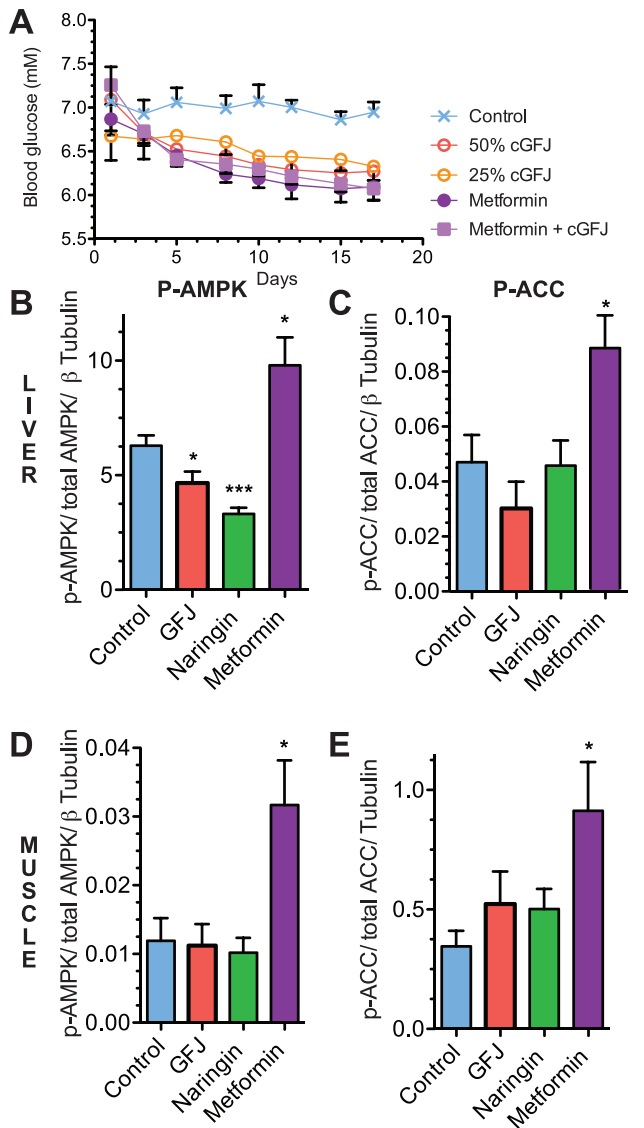 A
Blood glucose (mM)
7.5
7.0
6.5
6.0
5.5
0
5
10
15
20
Days
Control
50% cGFJ
25% cGFJ
Metformin
Metformin + cGFJ
P-AMPK
P-ACC
LIVER
B
p-AMPK/ total AMPK/ β Tubulin
10
5
0
*
***
*
Control
GFJ
Naringin
Metformin
C
p-ACC/ total ACC/ β Tubulin
0.10
0.08
0.06
0.04
0.02
0.00
*
Control
GFJ
Naringin
Metformin
MUSCLE
D
p-AMPK/ total AMPK/ β Tubulin
0.04
0.03
0.02
0.01
0.00
*
Control
GFJ
Naringin
Metformin
E
p-ACC/ total ACC/ Tubulin
1.0
0.5
0.0
*
Control
GFJ
Naringin
Metformin